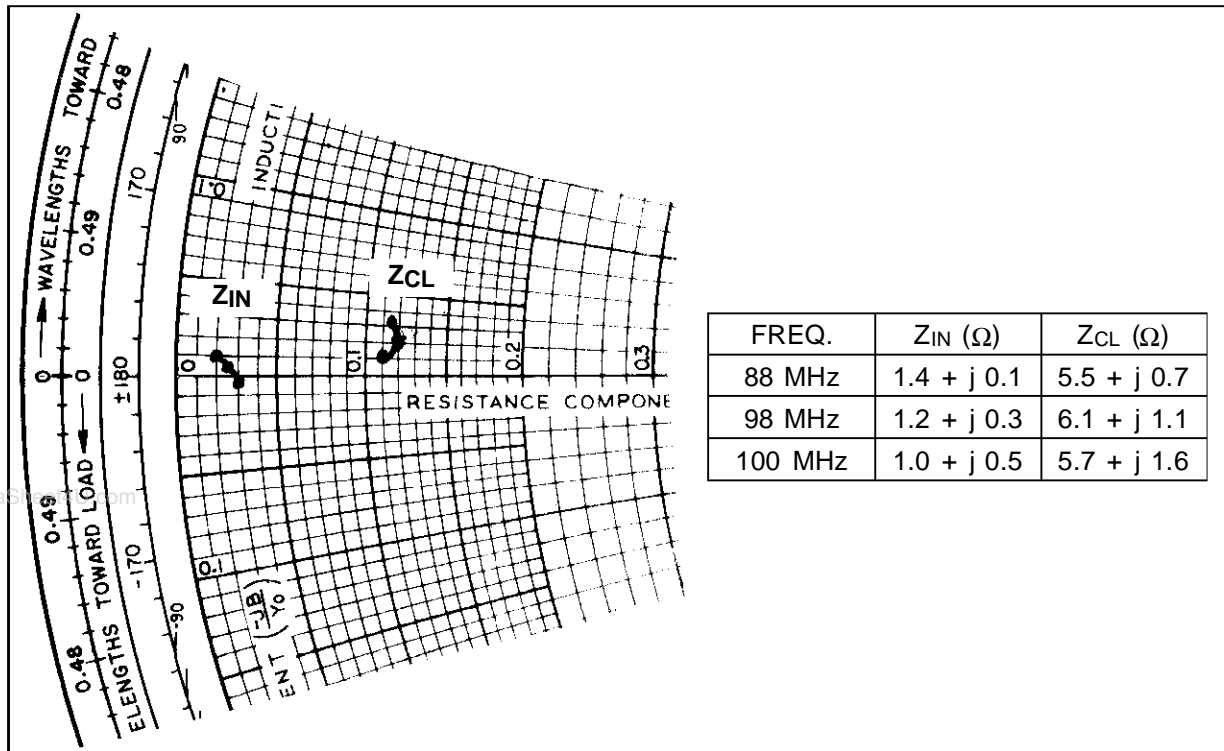 WAVELENGTHS TOWARD
0.48
0.48
90
170
0.49
INDUCTI
1.0
ZIN
ZCL
0
0
±180
0
0.1
0.2
0.3
RESISTANCE COMPONE
ELENGTHS TOWARD LOAD
0.49
-170
0.1
-90
0.48
ENT (-JB/Yo)
FREQ. ZIN (Ω) ZCL (Ω)
88 MHz 1.4 + j 0.1 5.5 + j 0.7
98 MHz 1.2 + j 0.3 6.1 + j 1.1
100 MHz 1.0 + j 0.5 5.7 + j 1.6